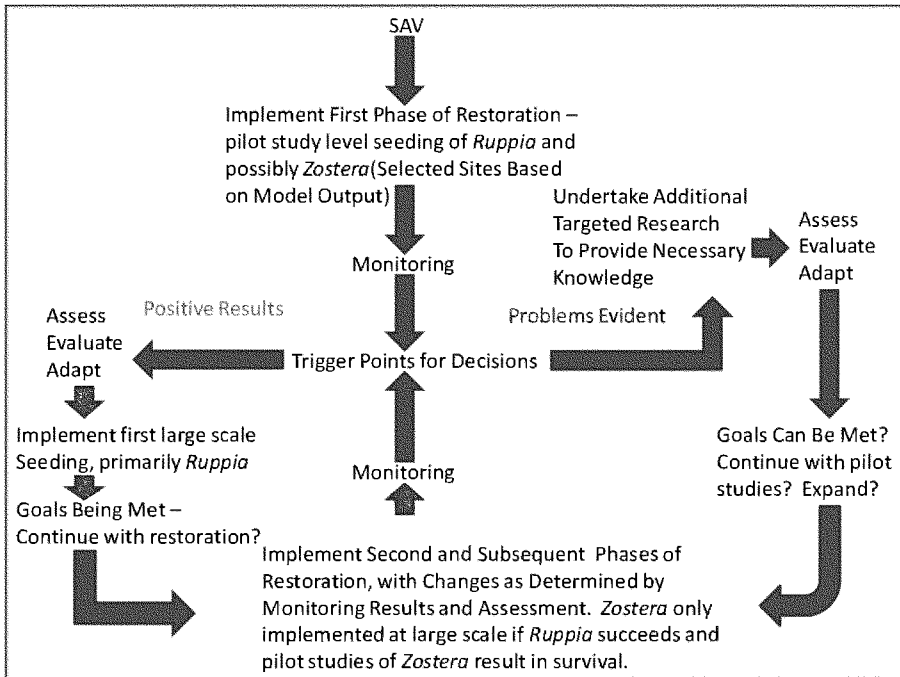 SAV
Implement First Phase of Restoration –
pilot study level seeding of Ruppia and
possibly Zostera(Selected Sites Based
on Model Output)
Monitoring
Undertake Additional
Targeted Research
To Provide Necessary
Knowledge
Assess
Evaluate
Adapt
Positive Results
Problems Evident
Assess
Evaluate
Adapt
Trigger Points for Decisions
Implement first large scale
Seeding, primarily Ruppia
Monitoring
Goals Can Be Met?
Continue with pilot
studies? Expand?
Goals Being Met –
Continue with restoration?
Implement Second and Subsequent Phases of
Restoration, with Changes as Determined by
Monitoring Results and Assessment. Zostera only
implemented at large scale if Ruppia succeeds and
pilot studies of Zostera result in survival.